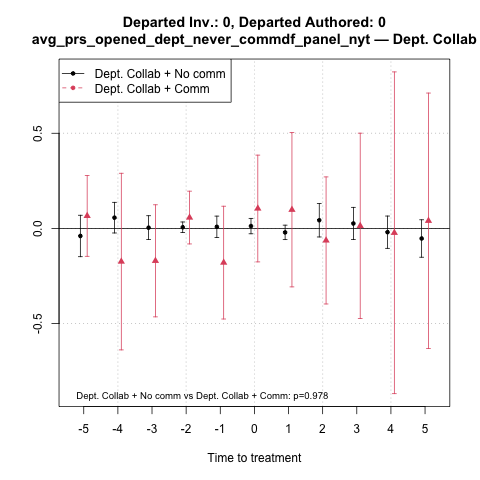 Departed Inv.: 0, Departed Authored: 0
avg_prs_opened_dept_never_commdf_panel_nyt — Dept. Collab
Dept. Collab + No comm
Dept. Collab + Comm
0.5
0.0
-0.5
Dept. Collab + No comm vs Dept. Collab + Comm: p=0.978
-5 -4 -3 -2 -1 0 1 2 3 4 5
Time to treatment